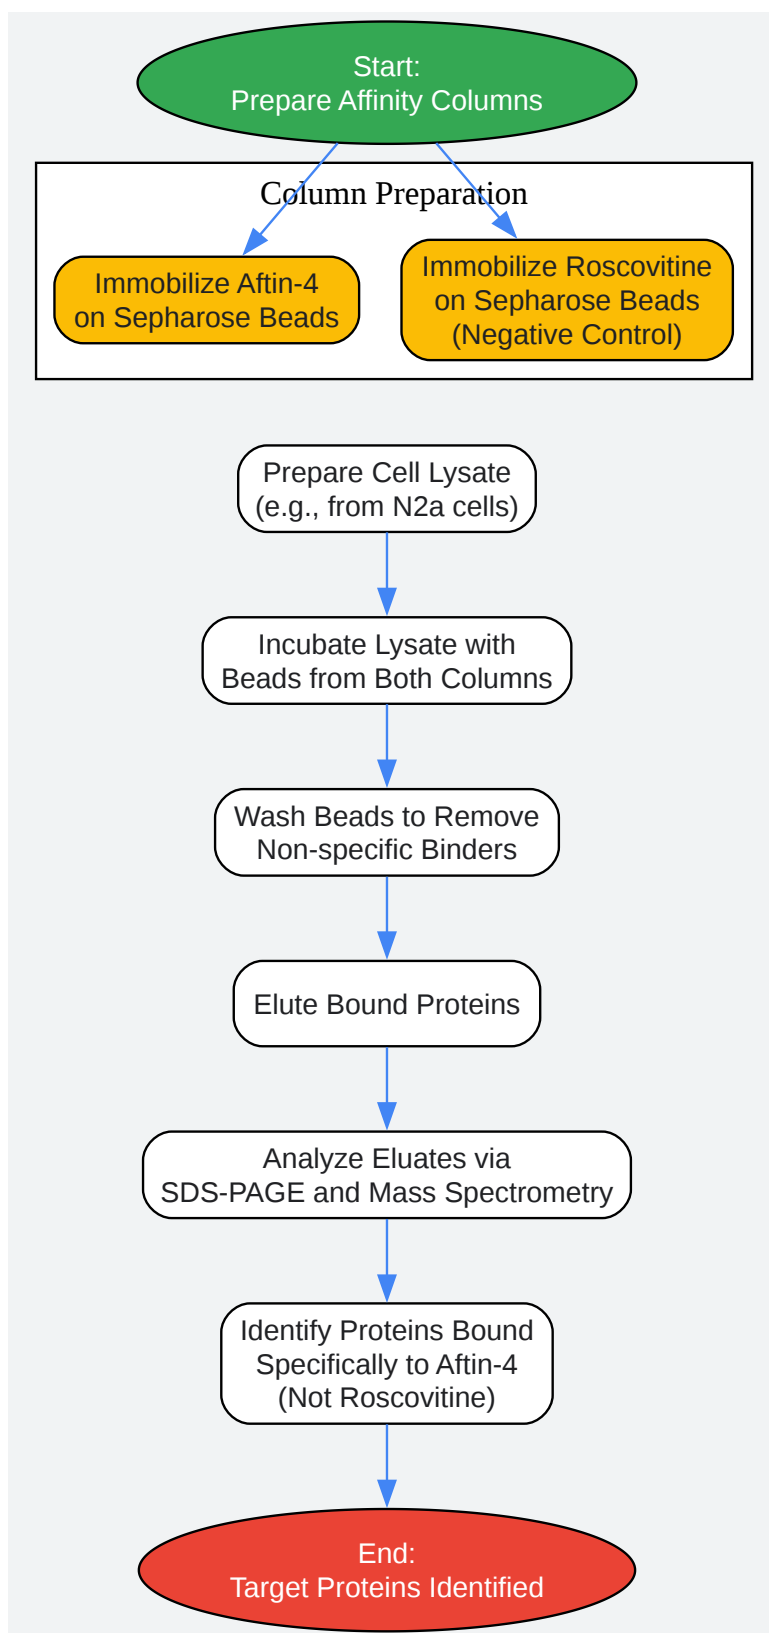 Start:
Prepare Affinity Columns
Column Preparation
Immobilize Aftin-4
on Sepharose Beads
Immobilize Roscovitine
on Sepharose Beads
(Negative Control)
Prepare Cell Lysate
(e.g., from N2a cells)
Incubate Lysate with
Beads from Both Columns
Wash Beads to Remove
Non-specific Binders
Elute Bound Proteins
Analyze Eluates via
SDS-PAGE and Mass Spectrometry
Identify Proteins Bound
Specifically to Aftin-4
(Not Roscovitine)
End:
Target Proteins Identified